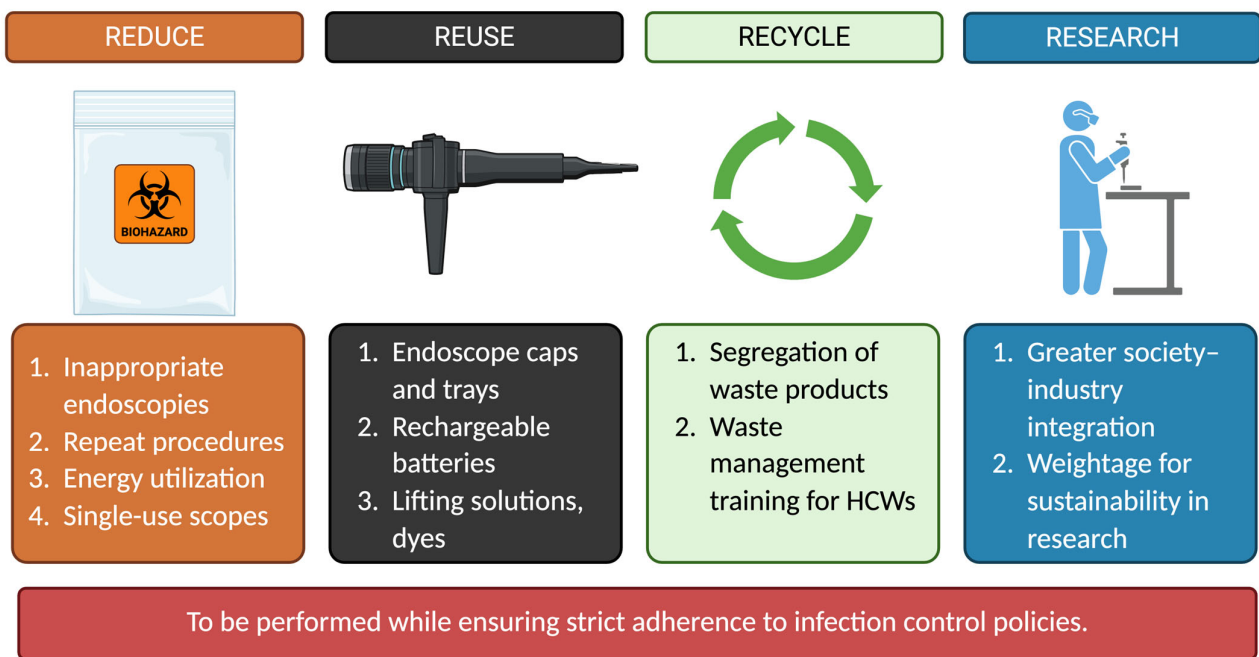 REDUCE
REUSE
RECYCLE
RESEARCH
BIOHAZARD
1. Inappropriate
endoscopies
2. Repeat procedures
3. Energy utilization
4. Single-use scopes
1. Endoscope caps
and trays
2. Rechargeable
batteries
3. Lifting solutions,
dyes
1. Segregation of
waste products
2. Waste
management
training for HCWs
1. Greater society–
industry
integration
2. Weightage for
sustainability in
research
To be performed while ensuring strict adherence to infection control policies.